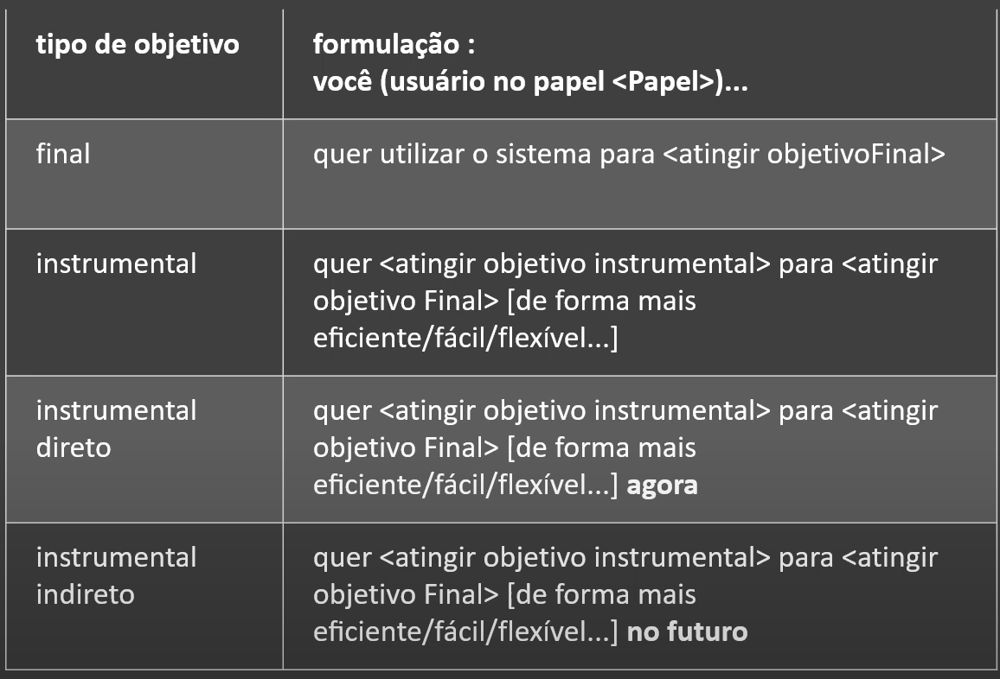 tipo de objetivo
formulação :
você (usuário no papel <Papel>)...
final
quer utilizar o sistema para <atingir objetivoFinal>
instrumental
quer <atingir objetivo instrumental> para <atingir
objetivo Final> [de forma mais
eficiente/fácil/flexível...]
instrumental
direto
quer <atingir objetivo instrumental> para <atingir
objetivo Final> [de forma mais
eficiente/fácil/flexível...] agora
instrumental
indireto
quer <atingir objetivo instrumental> para <atingir
objetivo Final> [de forma mais
eficiente/fácil/flexível...] no futuro